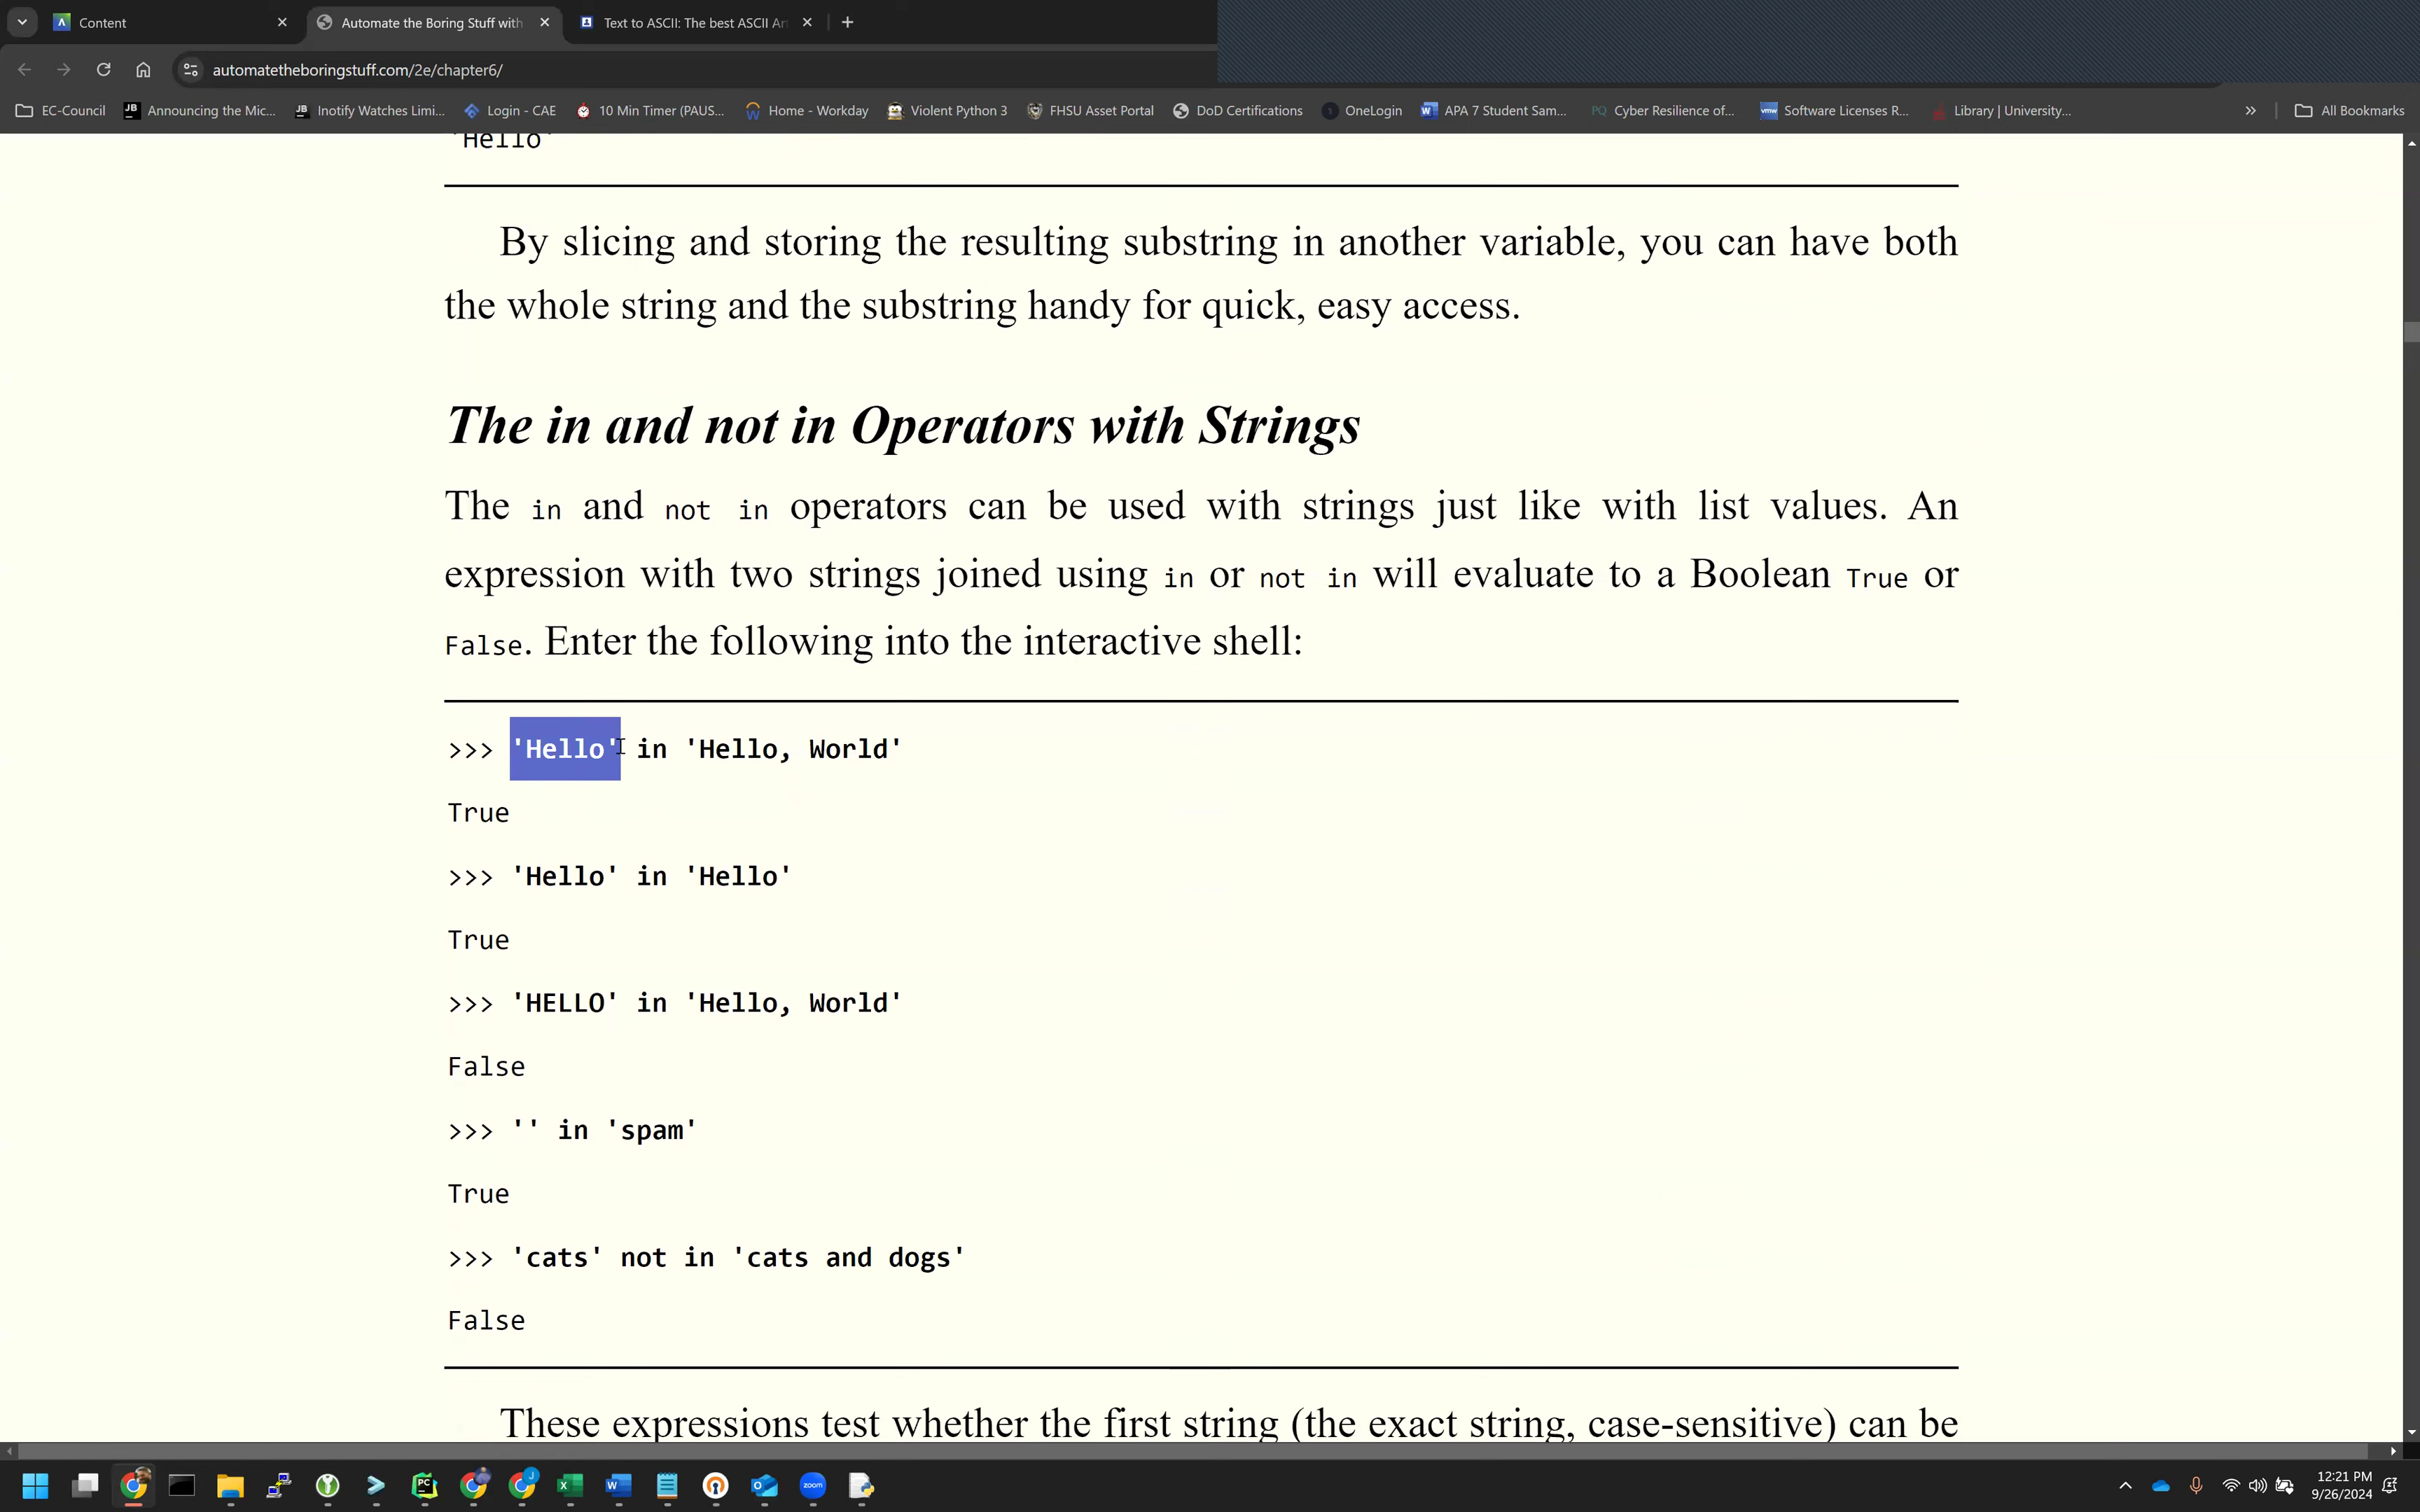 Content
Automate the Boring Stuff with
Text to ASCII: The best ASCII Ar
automatetheboringstuff.com/2e/chapter6/
EC-Council
Announcing the Mic...
Inotify Watches Limi...
Login - CAE
10 Min Timer (PAUS...
Home - Workday
Violent Python 3
FHSU Asset Portal
DoD Certifications
OneLogin
APA 7 Student Sam...
Cyber Resilience of...
Software Licenses R...
Library | University...
All Bookmarks
'Hello'
By slicing and storing the resulting substring in another variable, you can have both
the whole string and the substring handy for quick, easy access.
The in and not in Operators with Strings
The in and not in operators can be used with strings just like with list values. An
expression with two strings joined using in or not in will evaluate to a Boolean True or
False. Enter the following into the interactive shell:
>>> 'Hello' in 'Hello, World'
True
>>> 'Hello' in 'Hello'
True
>>> 'HELLO' in 'Hello, World'
False
>>> '' in 'spam'
True
>>> 'cats' not in 'cats and dogs'
False
These expressions test whether the first string (the exact string, case-sensitive) can be
12:21 PM
9/26/2024